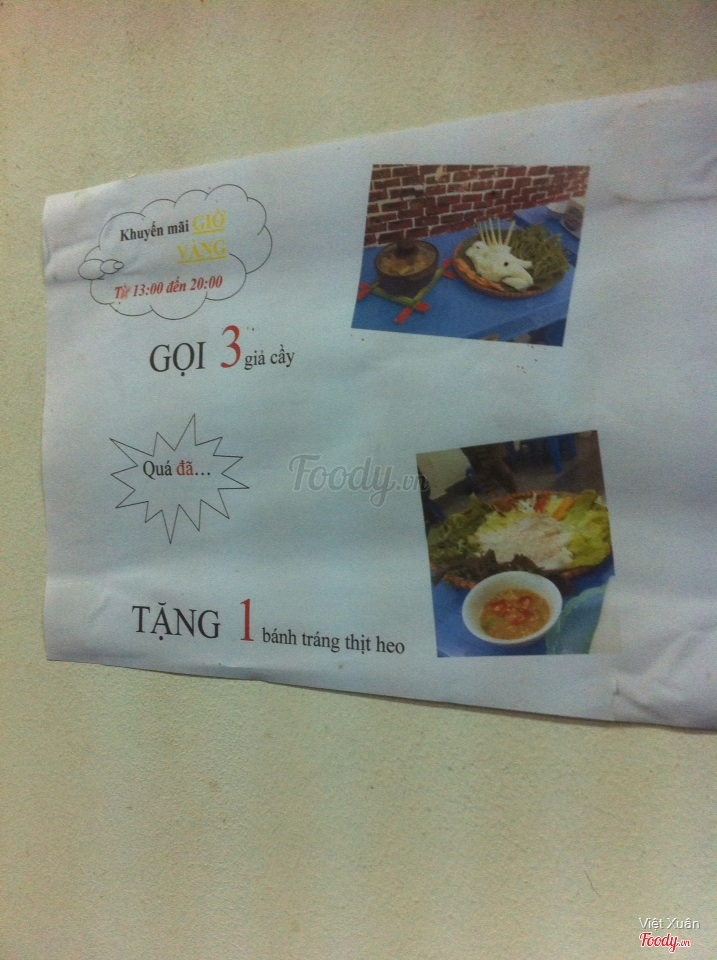 Khuyến mãi GIỜ
VÀNG
Từ 13:00 đến 20:00
GỌI 3 giả cầy
Quá đã...
Foody.vn
TẶNG 1 bánh tráng thịt heo
Việt Xuân
Foody.vn